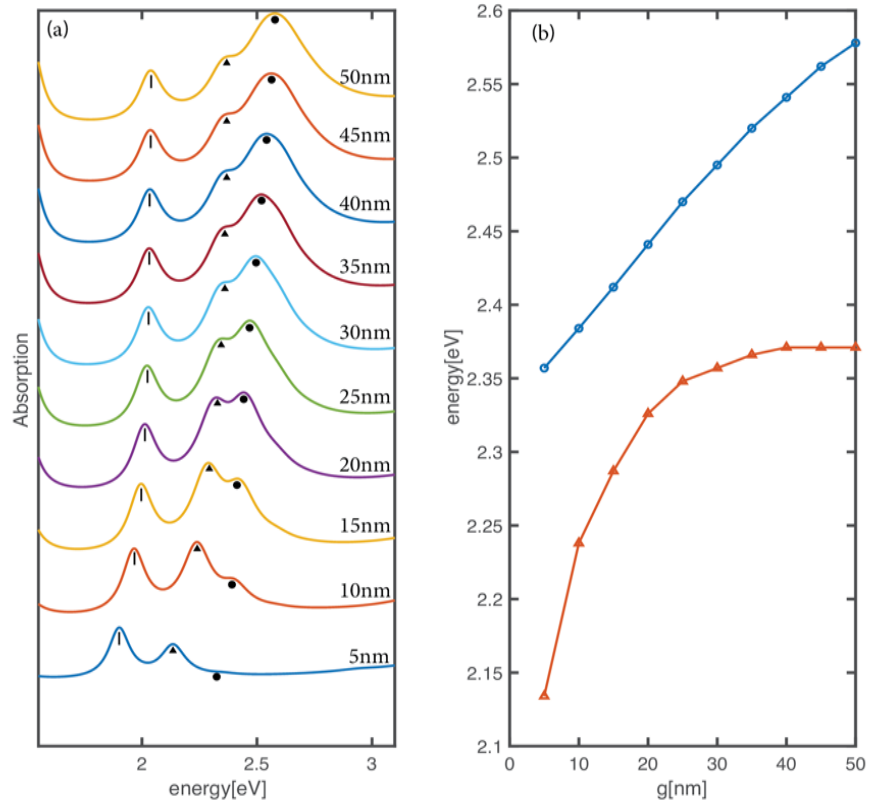 (a)
50nm
45nm
40nm
35nm
30nm
25nm
20nm
15nm
10nm
5nm
Absorption
2 2.5 3
energy[eV]
(b)
2.6
2.55
2.5
2.45
2.4
2.35
2.3
2.25
2.2
2.15
2.1
energy[eV]
0 10 20 30 40 50
g[nm]